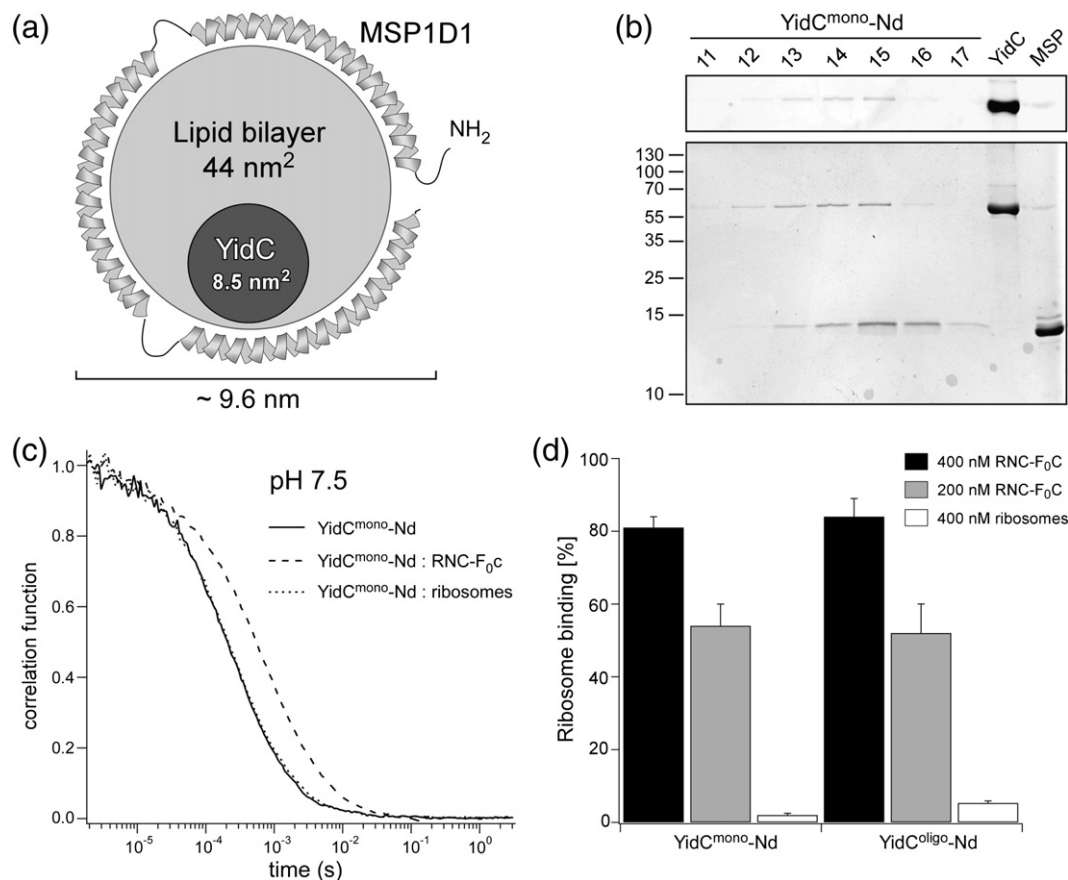 (a)
MSP1D1
Lipid bilayer
44 nm²
NH₂
YidC
8.5 nm²
~ 9.6 nm
(b)
YidCᵐᵒⁿᵒ-Nd
11 12 13 14 15 16 17 YidC MSP
130
100
70
55
35
25
15
10
(c)
pH 7.5
YidCᵐᵒⁿᵒ-Nd
YidCᵐᵒⁿᵒ-Nd : RNC-F₀c
YidCᵐᵒⁿᵒ-Nd : ribosomes
correlation function
1.0
0.8
0.6
0.4
0.2
0.0
10⁻⁵ 10⁻⁴ 10⁻³ 10⁻² 10⁻¹ 10⁰
time (s)
(d)
400 nM RNC-F₀C
200 nM RNC-F₀C
400 nM ribosomes
Ribosome binding [%]
100
80
60
40
20
0
YidCᵐᵒⁿᵒ-Nd YidCᵒˡⁱᵍᵒ-Nd